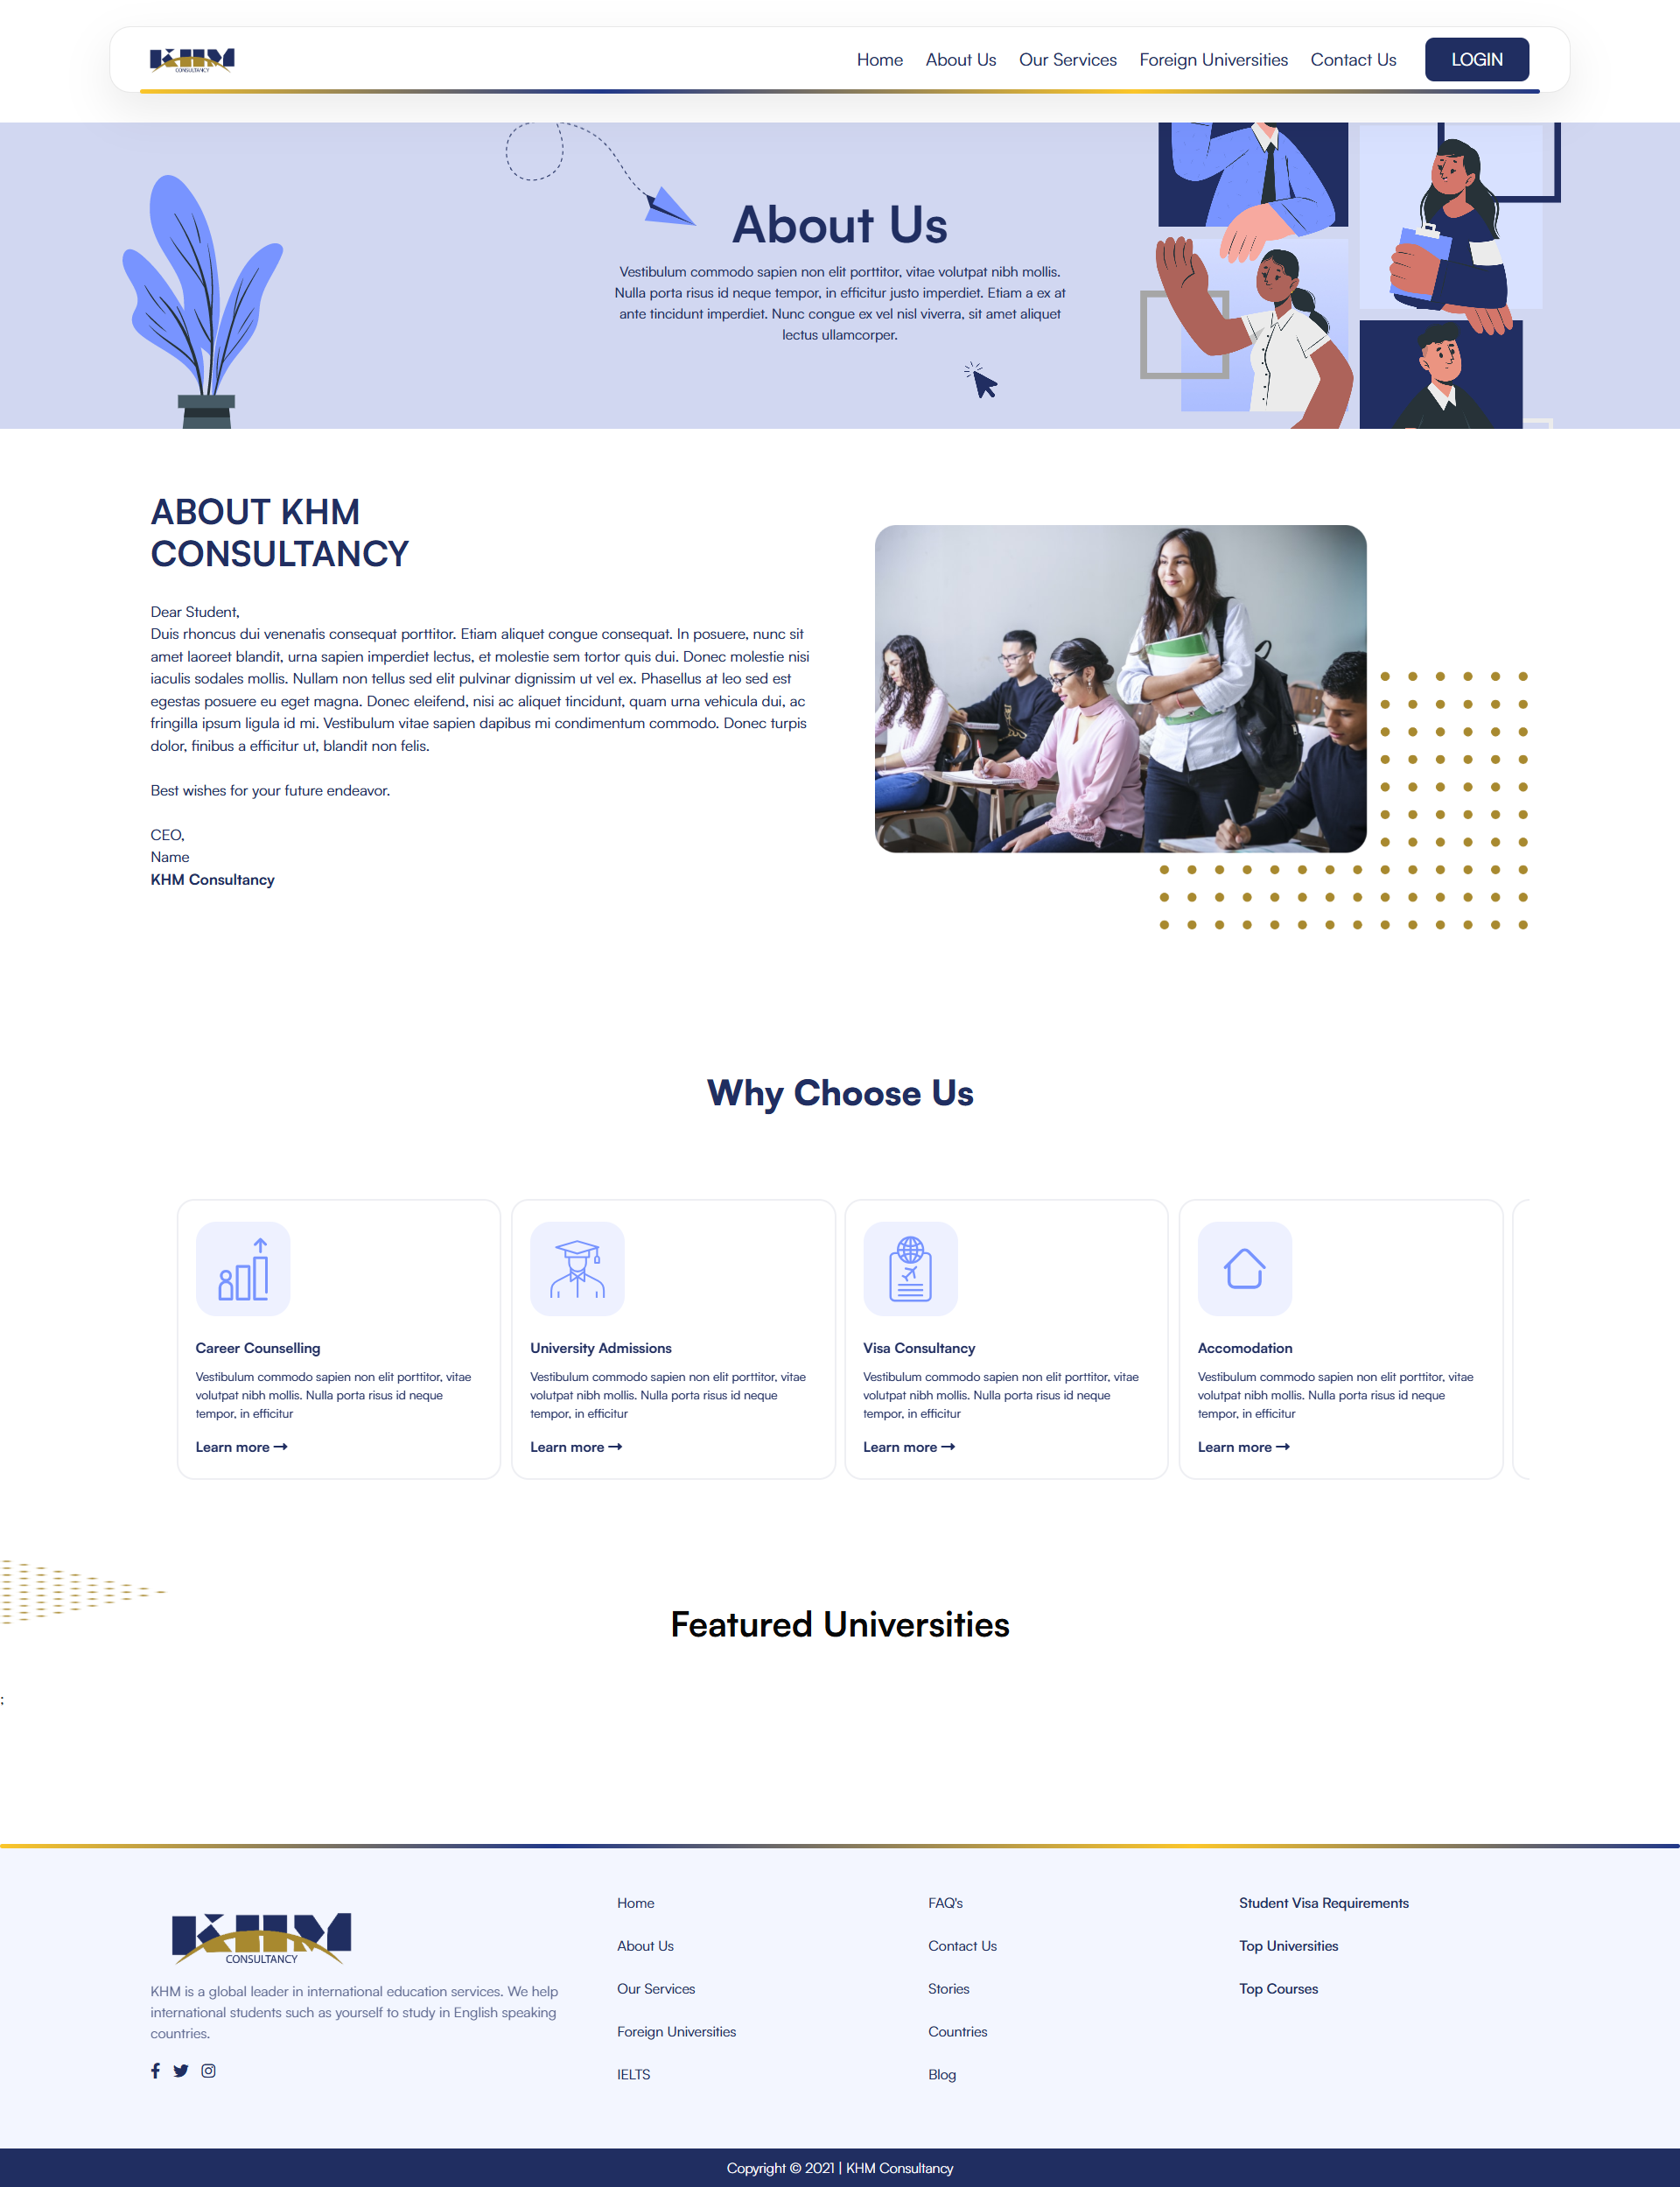 KHM
CONSULTANCY
Home About Us Our Services Foreign Universities Contact Us LOGIN
About Us
Vestibulum commodo sapien non elit porttitor, vitae volutpat nibh mollis.
Nulla porta risus id neque tempor, in efficitur justo imperdiet. Etiam a ex at
ante tincidunt imperdiet. Nunc congue ex vel nisl viverra, sit amet aliquet
lectus ullamcorper.
ABOUT KHM
CONSULTANCY
Dear Student,
Duis rhoncus dui venenatis consequat porttitor. Etiam aliquet congue consequat. In posuere, nunc sit
amet laoreet blandit, urna sapien imperdiet lectus, et molestie sem tortor quis dui. Donec molestie nisi
iaculis sodales mollis. Nullam non tellus sed elit pulvinar dignissim ut vel ex. Phasellus at leo sed est
egestas posuere eu eget magna. Donec eleifend, nisi ac aliquet tincidunt, quam urna vehicula dui, ac
fringilla ipsum ligula id mi. Vestibulum vitae sapien dapibus mi condimentum commodo. Donec turpis
dolor, finibus a efficitur ut, blandit non felis.
Best wishes for your future endeavor.
CEO,
Name
KHM Consultancy
Why Choose Us
Career Counselling
Vestibulum commodo sapien non elit porttitor, vitae
volutpat nibh mollis. Nulla porta risus id neque
tempor, in efficitur
Learn more →
University Admissions
Vestibulum commodo sapien non elit porttitor, vitae
volutpat nibh mollis. Nulla porta risus id neque
tempor, in efficitur
Learn more →
Visa Consultancy
Vestibulum commodo sapien non elit porttitor, vitae
volutpat nibh mollis. Nulla porta risus id neque
tempor, in efficitur
Learn more →
Accomodation
Vestibulum commodo sapien non elit porttitor, vitae
volutpat nibh mollis. Nulla porta risus id neque
tempor, in efficitur
Learn more →
Featured Universities
;
KHM
CONSULTANCY
KHM is a global leader in international education services. We help
international students such as yourself to study in English speaking
countries.
Home
About Us
Our Services
Foreign Universities
IELTS
FAQ's
Contact Us
Stories
Countries
Blog
Student Visa Requirements
Top Universities
Top Courses
Copyright © 2021 | KHM Consultancy